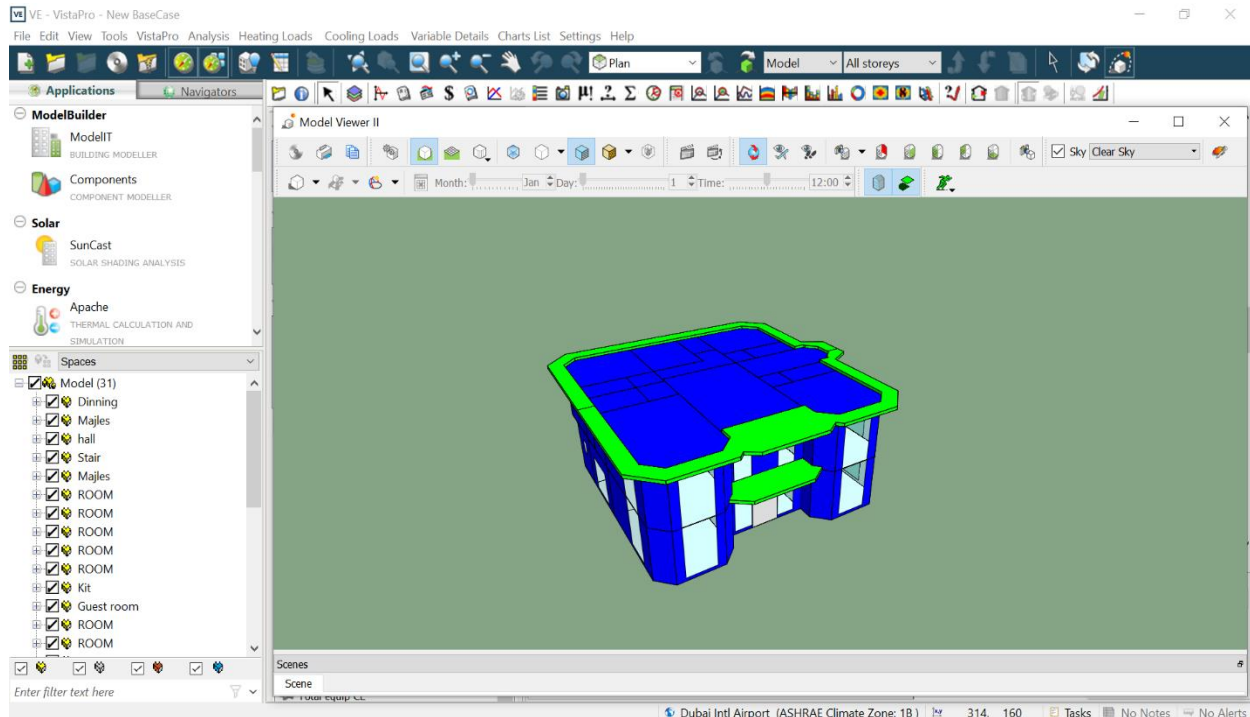 VE VE - VistaPro - New BaseCase
File Edit View Tools VistaPro Analysis Heating Loads Cooling Loads Variable Details Charts List Settings Help
Plan Model All storeys
Applications Navigators
Model Viewer II
ModelBuilder
ModelIT
BUILDING MODELLER
Components
COMPONENT MODELLER
Solar
SunCast
SOLAR SHADING ANALYSIS
Energy
Apache
THERMAL CALCULATION AND
SIMULATION
Sky Clear Sky
Month: Jan Day: 1 Time: 12:00
Spaces
Model (31)
Dinning
Majles
hall
Stair
Majles
ROOM
ROOM
ROOM
ROOM
ROOM
Kit
Guest room
ROOM
ROOM
Enter filter text here
Scenes
Scene
Total equip CE
Dubai Intl Airport (ASHRAE Climate Zone: 1B) 314, 160 Tasks No Notes No Alerts